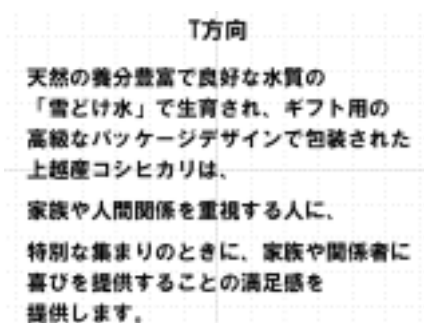 T方向
天然の養分豊富で良好な水質の
「雪どけ水」で生育され、ギフト用の
高級なパッケージデザインで包装された
上越産コシヒカリは、
家族や人間関係を重視する人に、
特別な集まりのときに、家族や関係者に
喜びを提供することの満足感を
提供します。